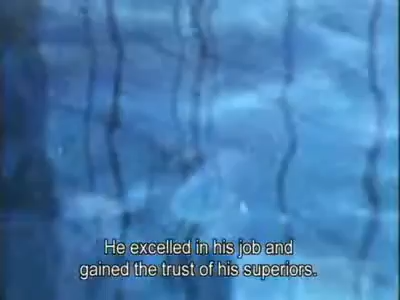 He excelled in his job and
gained the trust of his superiors.